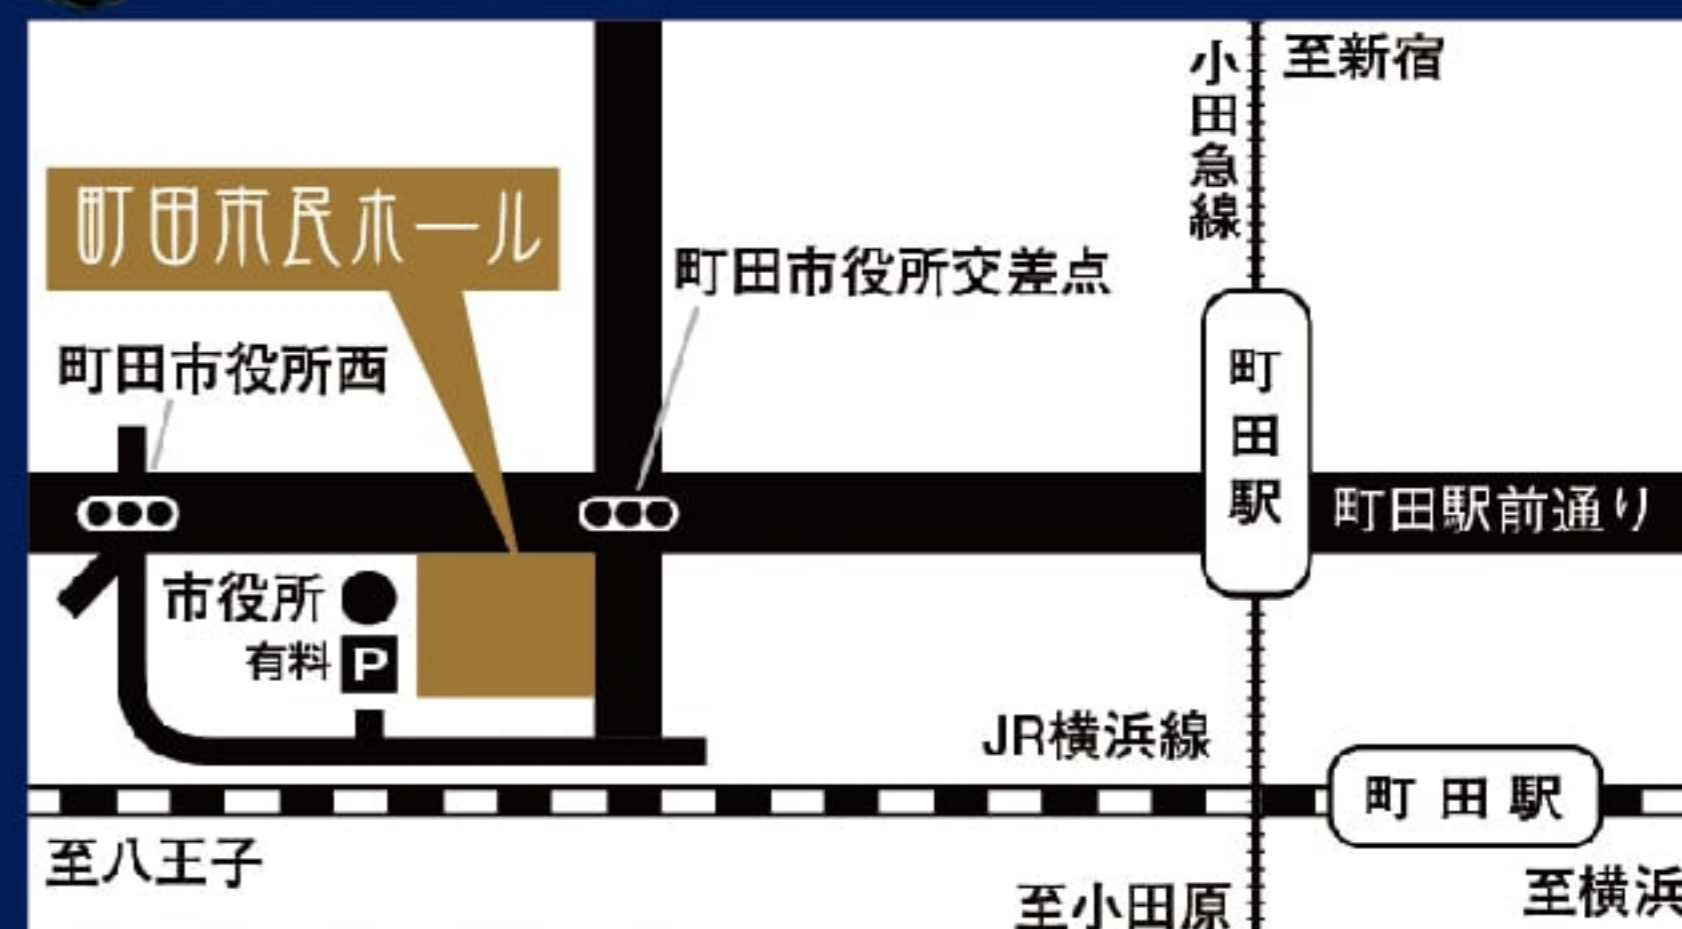 小田急線
至新宿
町田市民ホール
町田市役所交差点
町田市役所西
町田駅
町田駅前通り
市役所
有料 P
JR横浜線
町田駅
至八王子
至小田原
至横浜